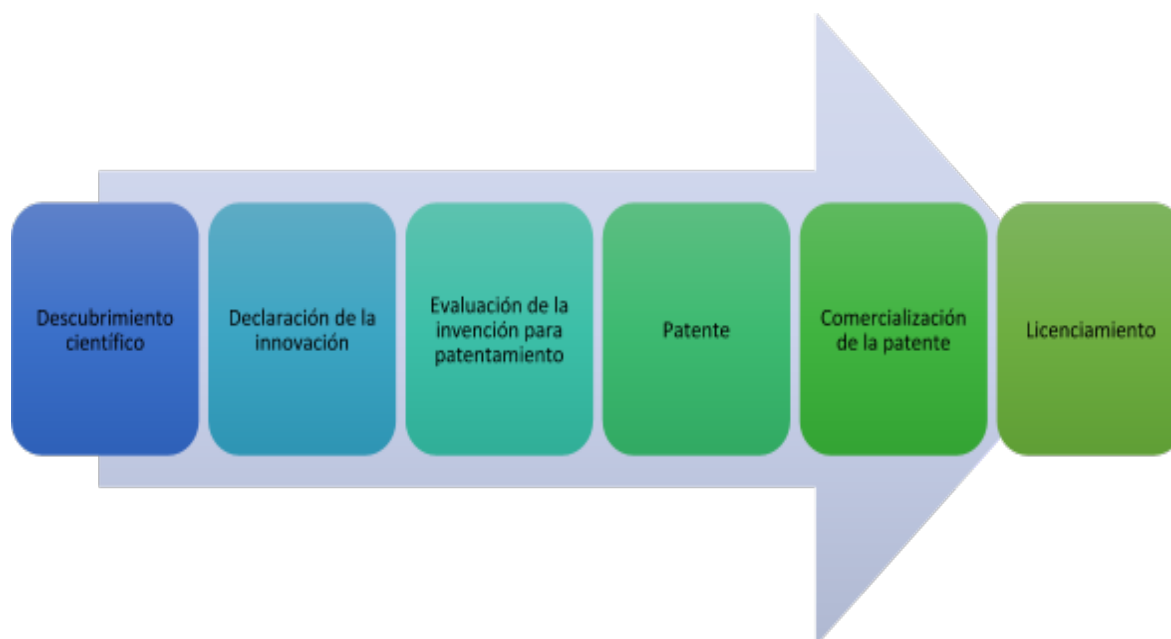 Descubrimiento
científico
Declaración de la
innovación
Evaluación de la
invención para
patentamiento
Patente
Comercialización
de la patente
Licenciamiento